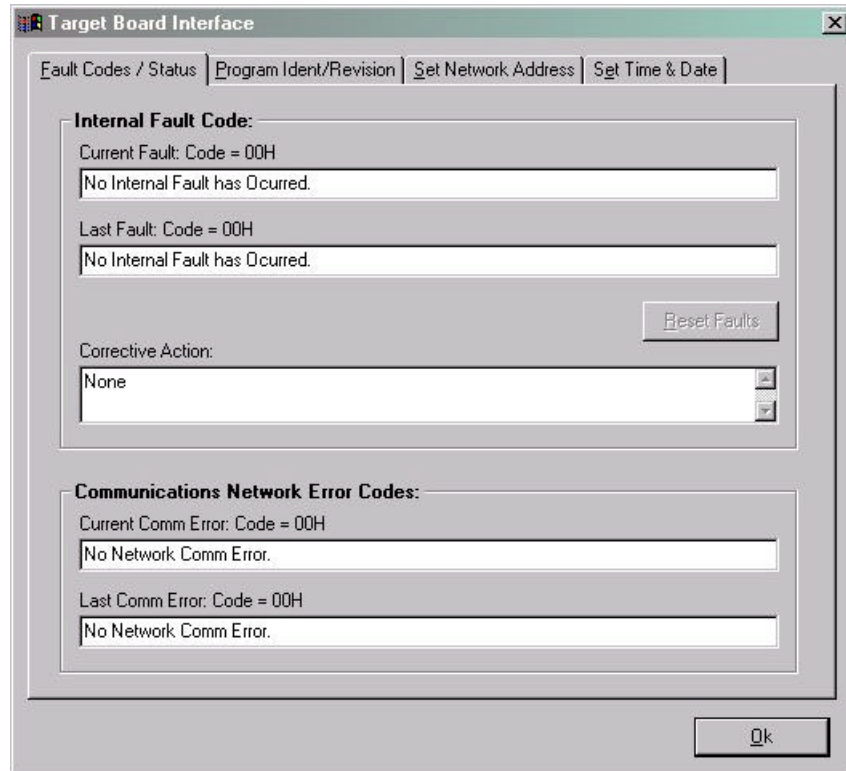 Target Board Interface
Fault Codes / Status Program Ident/Revision Set Network Address Set Time & Date
Internal Fault Code:
Current Fault: Code = 00H
No Internal Fault has Ocurred.
Last Fault: Code = 00H
No Internal Fault has Ocurred.
Reset Faults
Corrective Action:
None
Communications Network Error Codes:
Current Comm Error: Code = 00H
No Network Comm Error.
Last Comm Error: Code = 00H
No Network Comm Error.
Ok